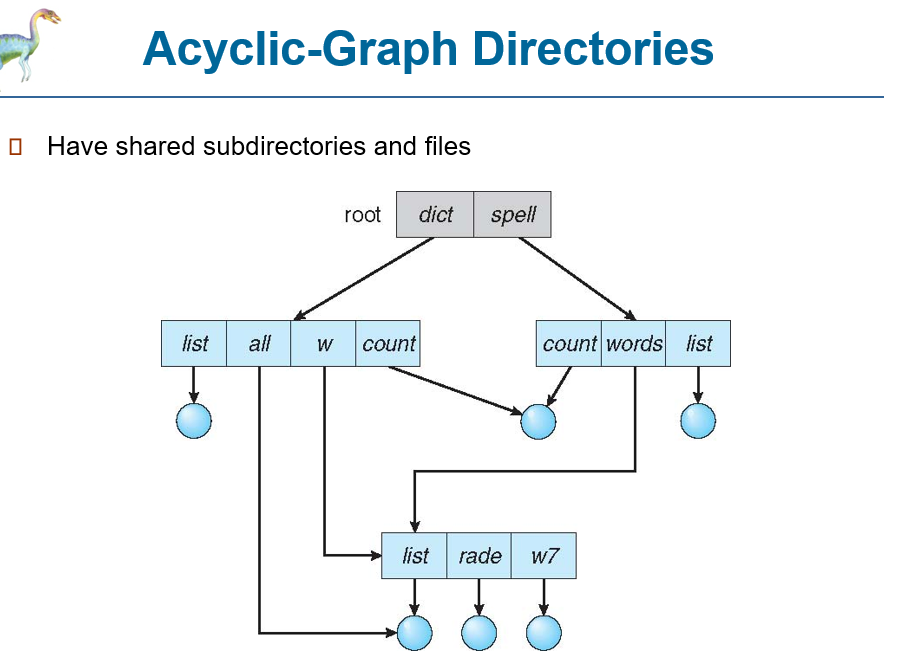 Acyclic-Graph Directories
Have shared subdirectories and files
root dict spell
list all w count count words list
list rade w7